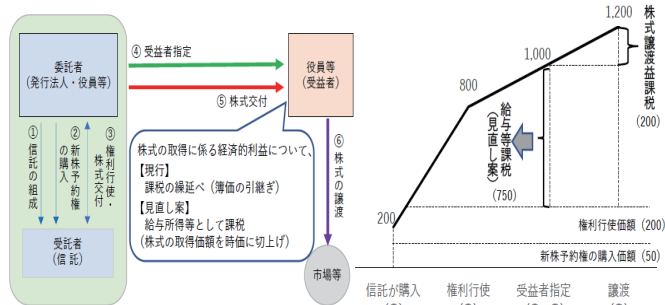 委託者
(発行法人・役員等)
①信託の組成
②新株予約権
の購入
③権利行使・
株式交付
受託者
(信 託)
④ 受益者指定
⑤ 株式交付
役員等
(受益者)
株式の取得に係る経済的利益について、
【現行】
課税の繰延べ（簿価の引継ぎ）
【見直し案】
給与所得等として課税
(株式の取得価額を時価に切上げ)
⑥株式の譲渡
市場等
200
800
1,000
1,200
給与等課税
(見直し案)
(750)
株式譲渡益課税
(200)
権利行使価額 (200)
新株予約権の購入価額 (50)
信託が購入
権利行使
受益者指定
譲渡